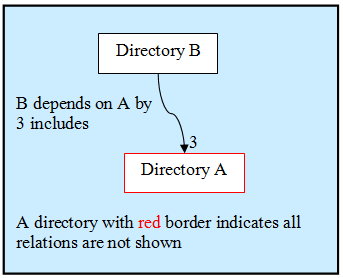 Directory B
B depends on A by
3 includes
3
Directory A
A directory with red border indicates all
relations are not shown